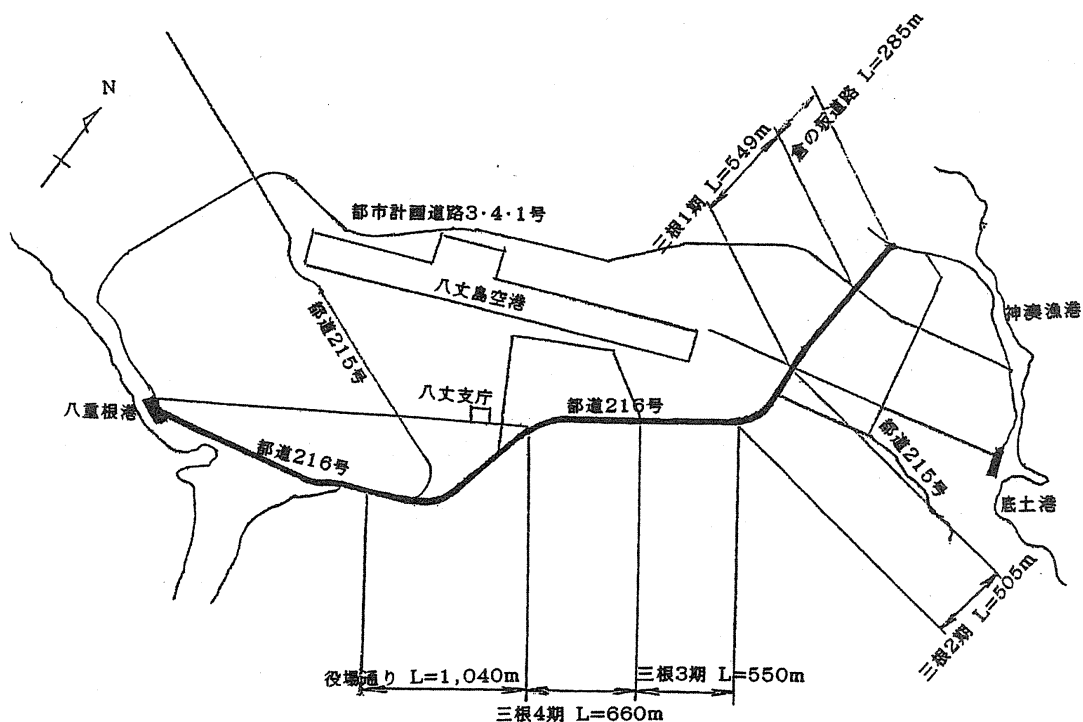 N
倉の坂道路 L=285m
三根1期 L=549m
都市計画道路3・4・1号
八丈島空港
都道215号
神湊漁港
八丈支庁
八重根港
都道216号
都道216号
都道215号
底土港
三根2期 L=505m
役場通り L=1,040m
三根3期 L=550m
三根4期 L=660m